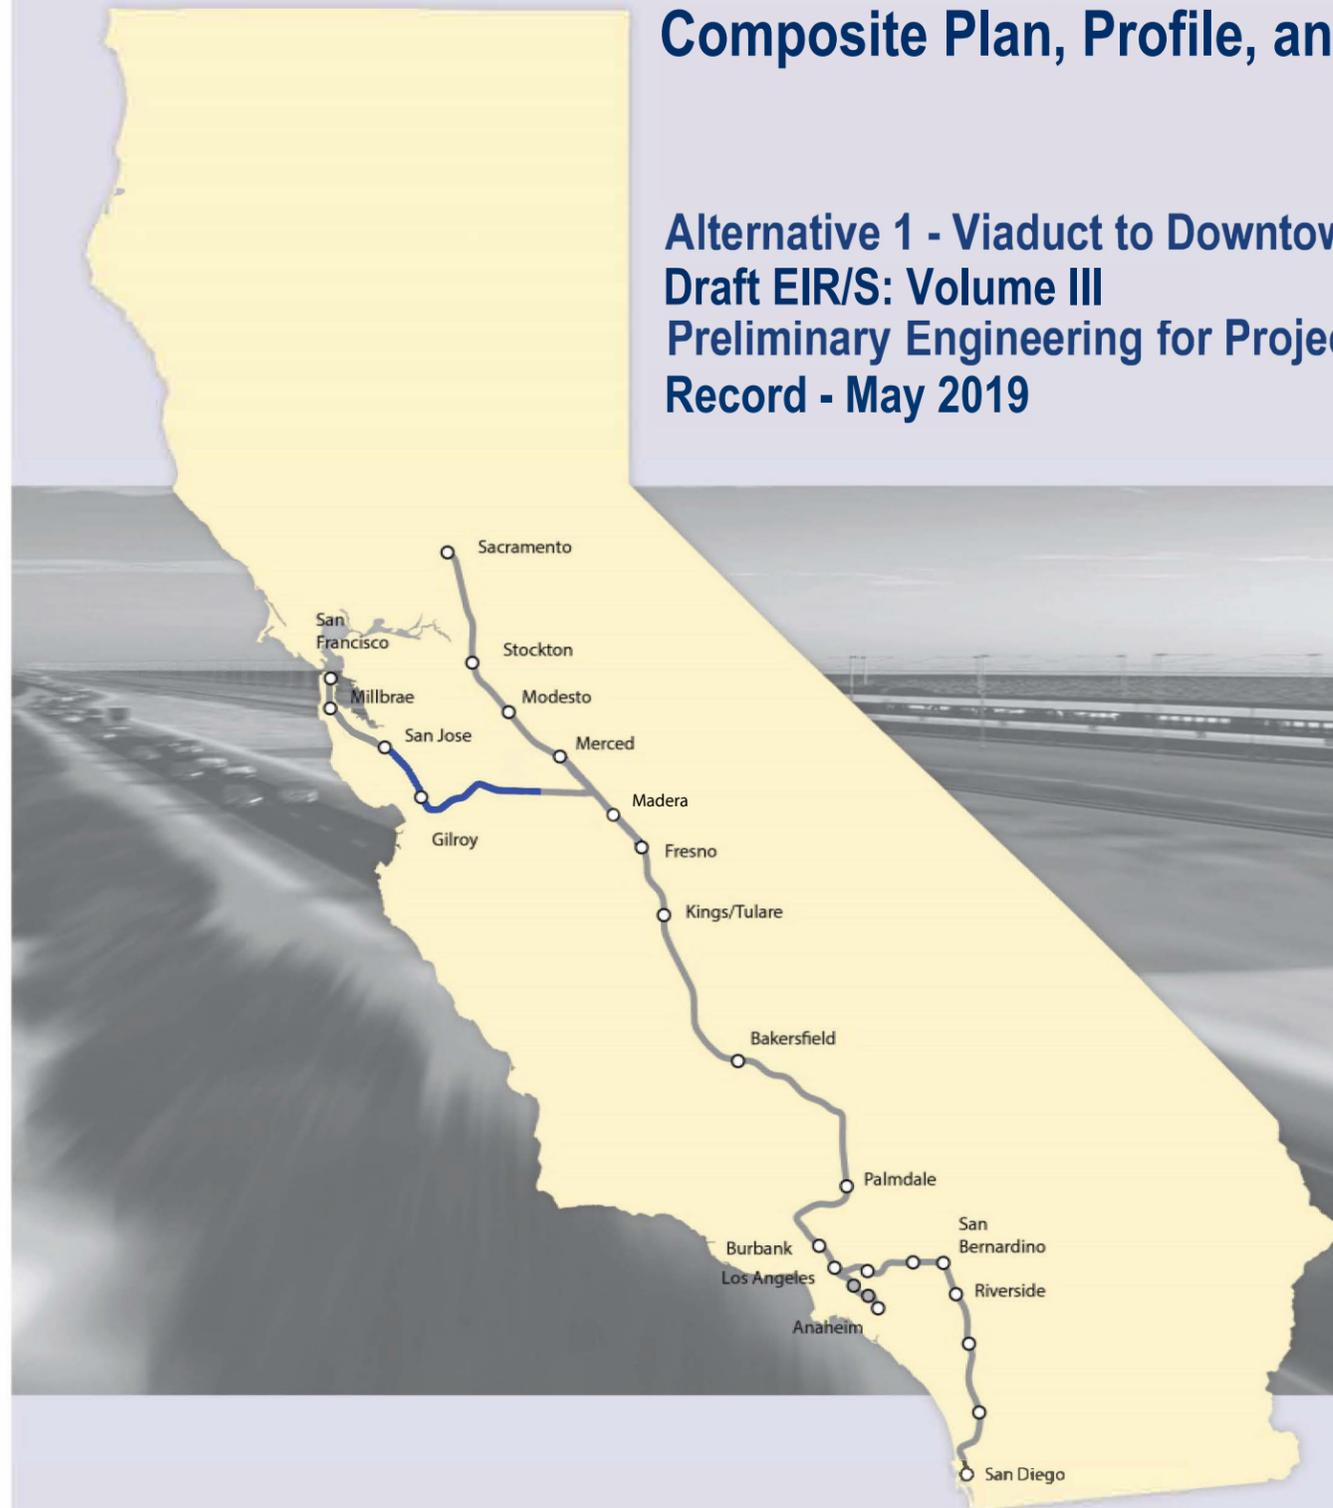 Composite Plan, Profile, an
Alternative 1 - Viaduct to Downtow
Draft EIR/S: Volume III
Preliminary Engineering for Projec
Record - May 2019
Sacramento
San
Francisco
Stockton
Millbrae
Modesto
San Jose
Merced
Madera
Gilroy
Fresno
Kings/Tulare
Bakersfield
Palmdale
San
Bernardino
Burbank
Los Angeles
Riverside
Anaheim
San Diego